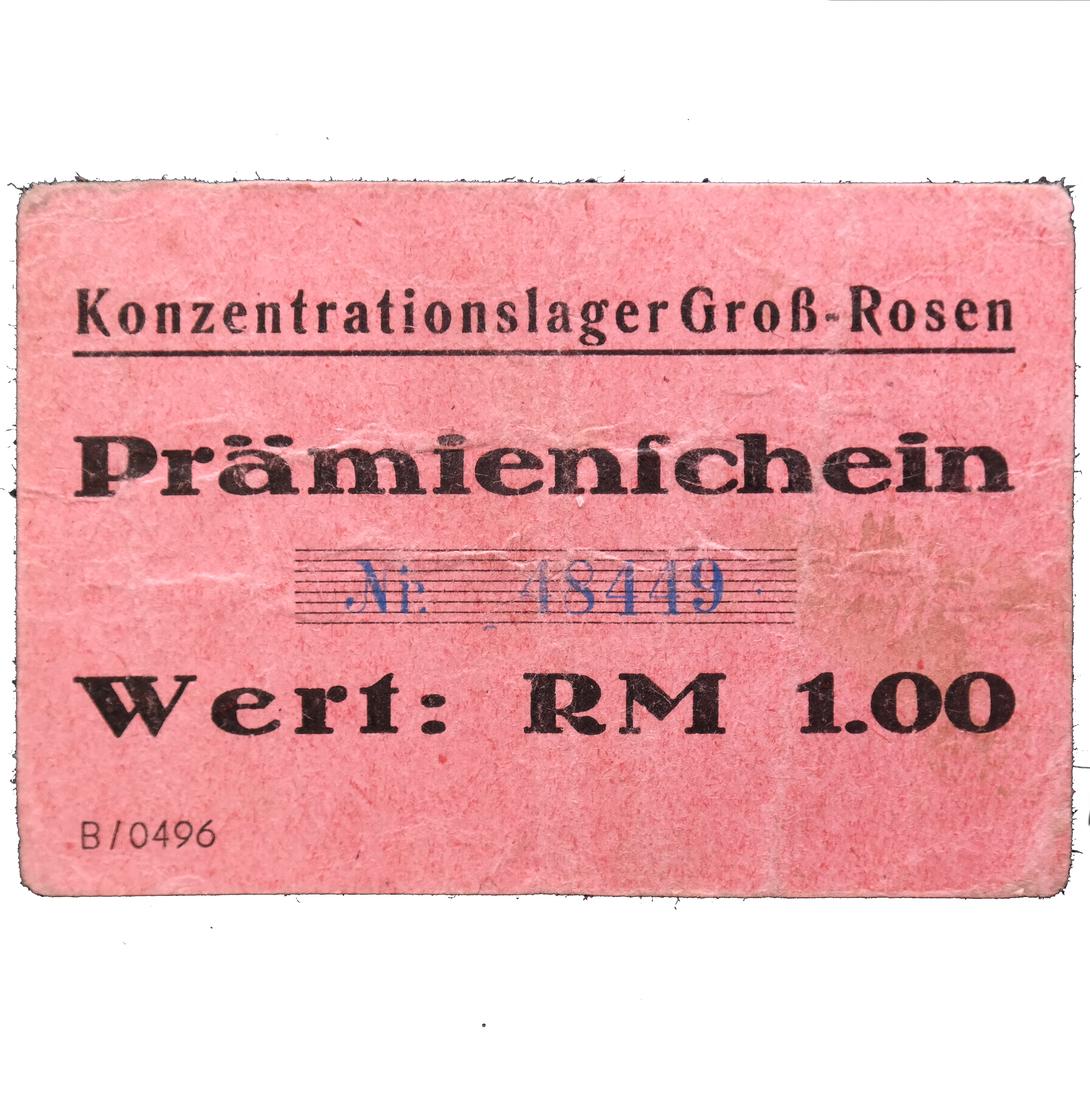 Konzentrationslager Groß-Rosen
Prämienſchein
Nr. 48449
Wert: RM 1.00
B/0496